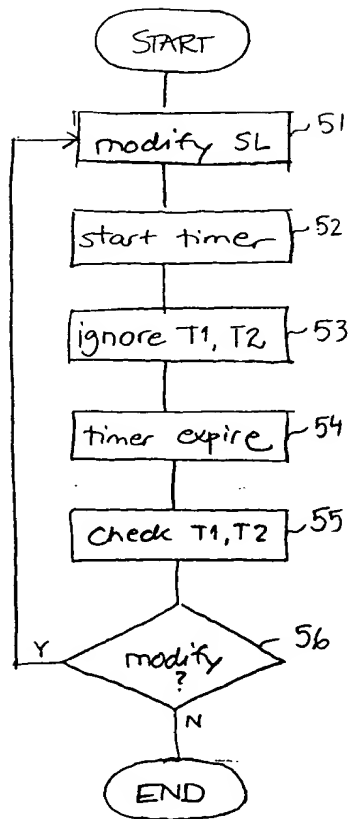 START
modify SL
51
start timer
52
ignore T1, T2
53
timer expire
54
check T1, T2
55
modify
?
56
Y
N
END